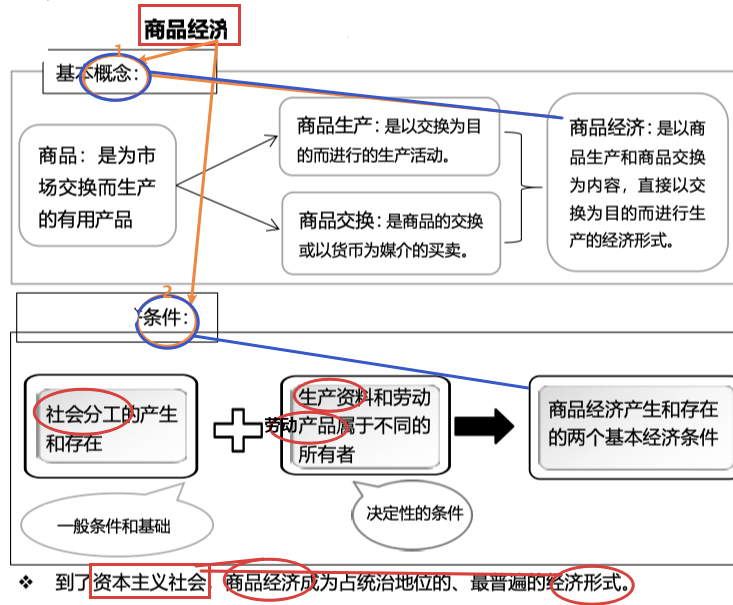 商品经济
1
基本概念：
商品：是为市
场交换而生产
的有用产品
商品生产：是以交换为目
的而进行的生产活动。
商品交换：是商品的交换
或以货币为媒介的买卖。
商品经济：是以商
品生产和商品交换
为内容，直接以交
换为目的而进行生
产的经济形式。
2
条件：
社会分工的产生
和存在
生产资料和劳动
劳动产品属于不同的
所有者
商品经济产生和存在
的两个基本经济条件
一般条件和基础
决定性的条件
❖ 到了资本主义社会，商品经济成为占统治地位的、最普遍的经济形式。